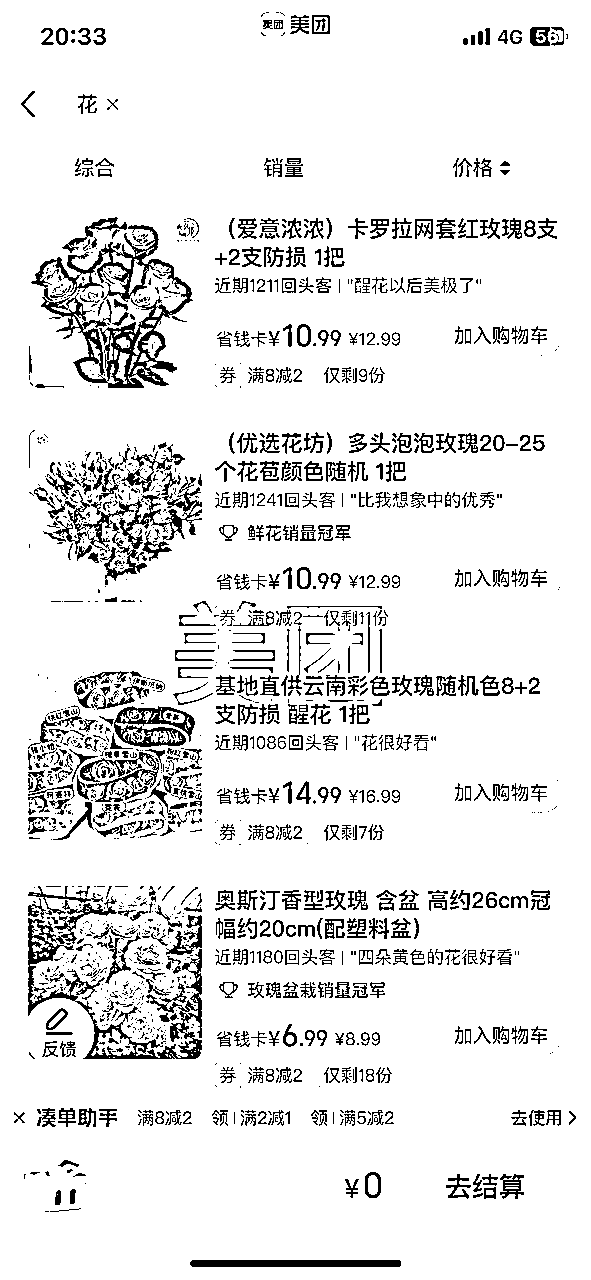 20:33
美团 美团
4G 56
花 ×
综合 销量 价格
（爱意浓浓）卡罗拉网套红玫瑰8支
+2支防损 1把
近期1211回头客 | "醒花以后美极了"
省钱卡¥10.99 ¥12.99 加入购物车
券 满8减2 仅剩9份
（优选花坊）多头泡泡玫瑰20-25
个花苞颜色随机 1把
近期1241回头客 | "比我想象中的优秀"
鲜花销量冠军
省钱卡¥10.99 ¥12.99 加入购物车
券 满8减2 仅剩11份
美团
基地直供云南彩色玫瑰随机色8+2
支防损 醒花 1把
近期1086回头客 | "花很好看"
省钱卡¥14.99 ¥16.99 加入购物车
券 满8减2 仅剩7份
奥斯汀香型玫瑰 含盆 高约26cm冠
幅约20cm(配塑料盆)
近期1180回头客 | "四朵黄色的花很好看"
玫瑰盆栽销量冠军
反馈
省钱卡¥6.99 ¥8.99 加入购物车
券 满8减2 仅剩18份
× 凑单助手 满8减2 领 | 满2减1 领 | 满5减2 去使用
¥0 去结算